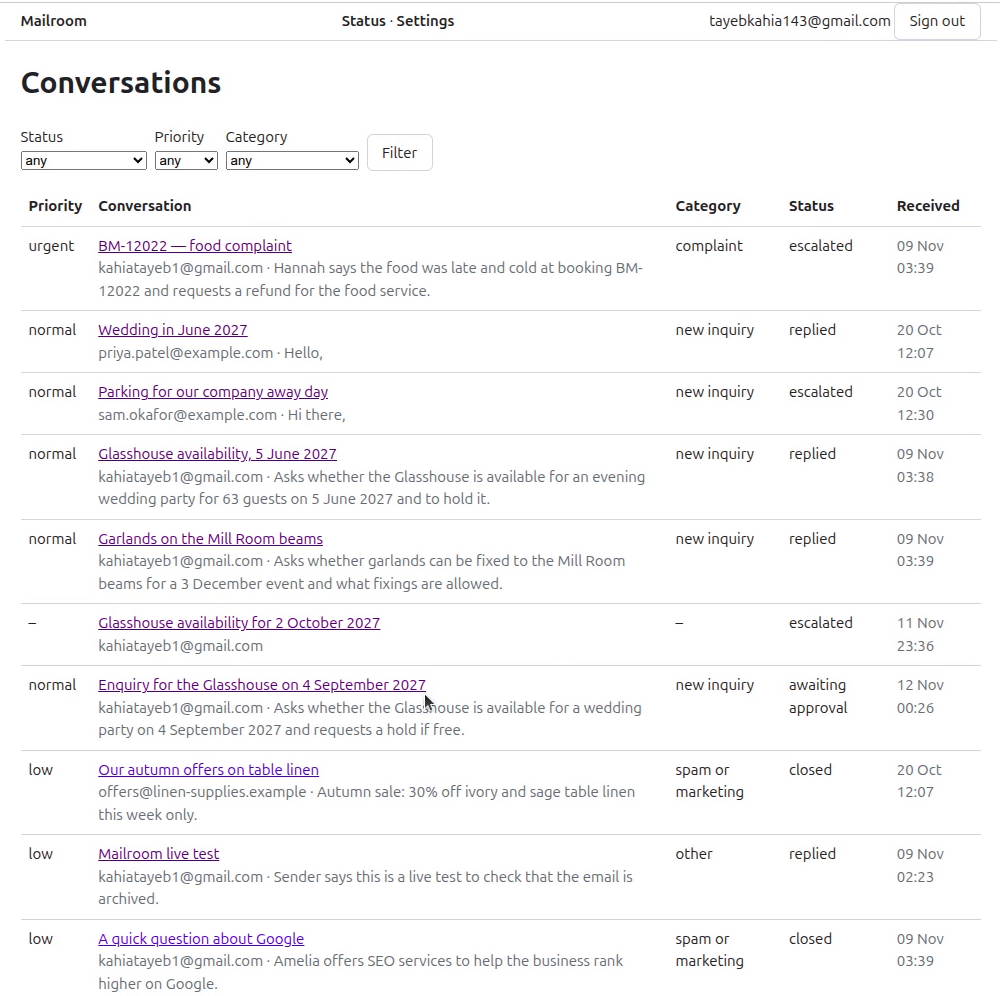 Mailroom Status · Settings tayebkahia143@gmail.com Sign out
Conversations
Status Priority Category
any any any Filter
Priority Conversation Category Status Received
urgent BM-12022 — food complaint complaint escalated 09 Nov
kahiatayeb1@gmail.com · Hannah says the food was late and cold at booking BM- 03:39
12022 and requests a refund for the food service.
normal Wedding in June 2027 new inquiry replied 20 Oct
priya.patel@example.com · Hello, 12:07
normal Parking for our company away day new inquiry escalated 20 Oct
sam.okafor@example.com · Hi there, 12:30
normal Glasshouse availability, 5 June 2027 new inquiry replied 09 Nov
kahiatayeb1@gmail.com · Asks whether the Glasshouse is available for an evening 03:38
wedding party for 63 guests on 5 June 2027 and to hold it.
normal Garlands on the Mill Room beams new inquiry replied 09 Nov
kahiatayeb1@gmail.com · Asks whether garlands can be fixed to the Mill Room 03:39
beams for a 3 December event and what fixings are allowed.
– Glasshouse availability for 2 October 2027 – escalated 11 Nov
kahiatayeb1@gmail.com 23:36
normal Enquiry for the Glasshouse on 4 September 2027 new inquiry awaiting 12 Nov
kahiatayeb1@gmail.com · Asks whether the Glasshouse is available for a wedding approval 00:26
party on 4 September 2027 and requests a hold if free.
low Our autumn offers on table linen spam or closed 20 Oct
offers@linen-supplies.example · Autumn sale: 30% off ivory and sage table linen marketing 12:07
this week only.
low Mailroom live test other replied 09 Nov
kahiatayeb1@gmail.com · Sender says this is a live test to check that the email is 02:23
archived.
low A quick question about Google spam or closed 09 Nov
kahiatayeb1@gmail.com · Amelia offers SEO services to help the business rank marketing 03:39
higher on Google.